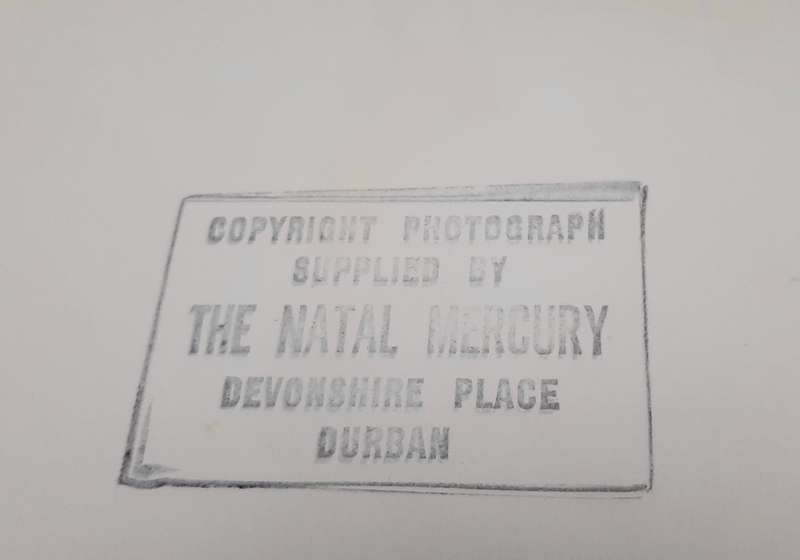 COPYRIGHT PHOTOGRAPH
SUPPLIED BY
THE NATAL MERCURY
DEVONSHIRE PLACE
DURBAN